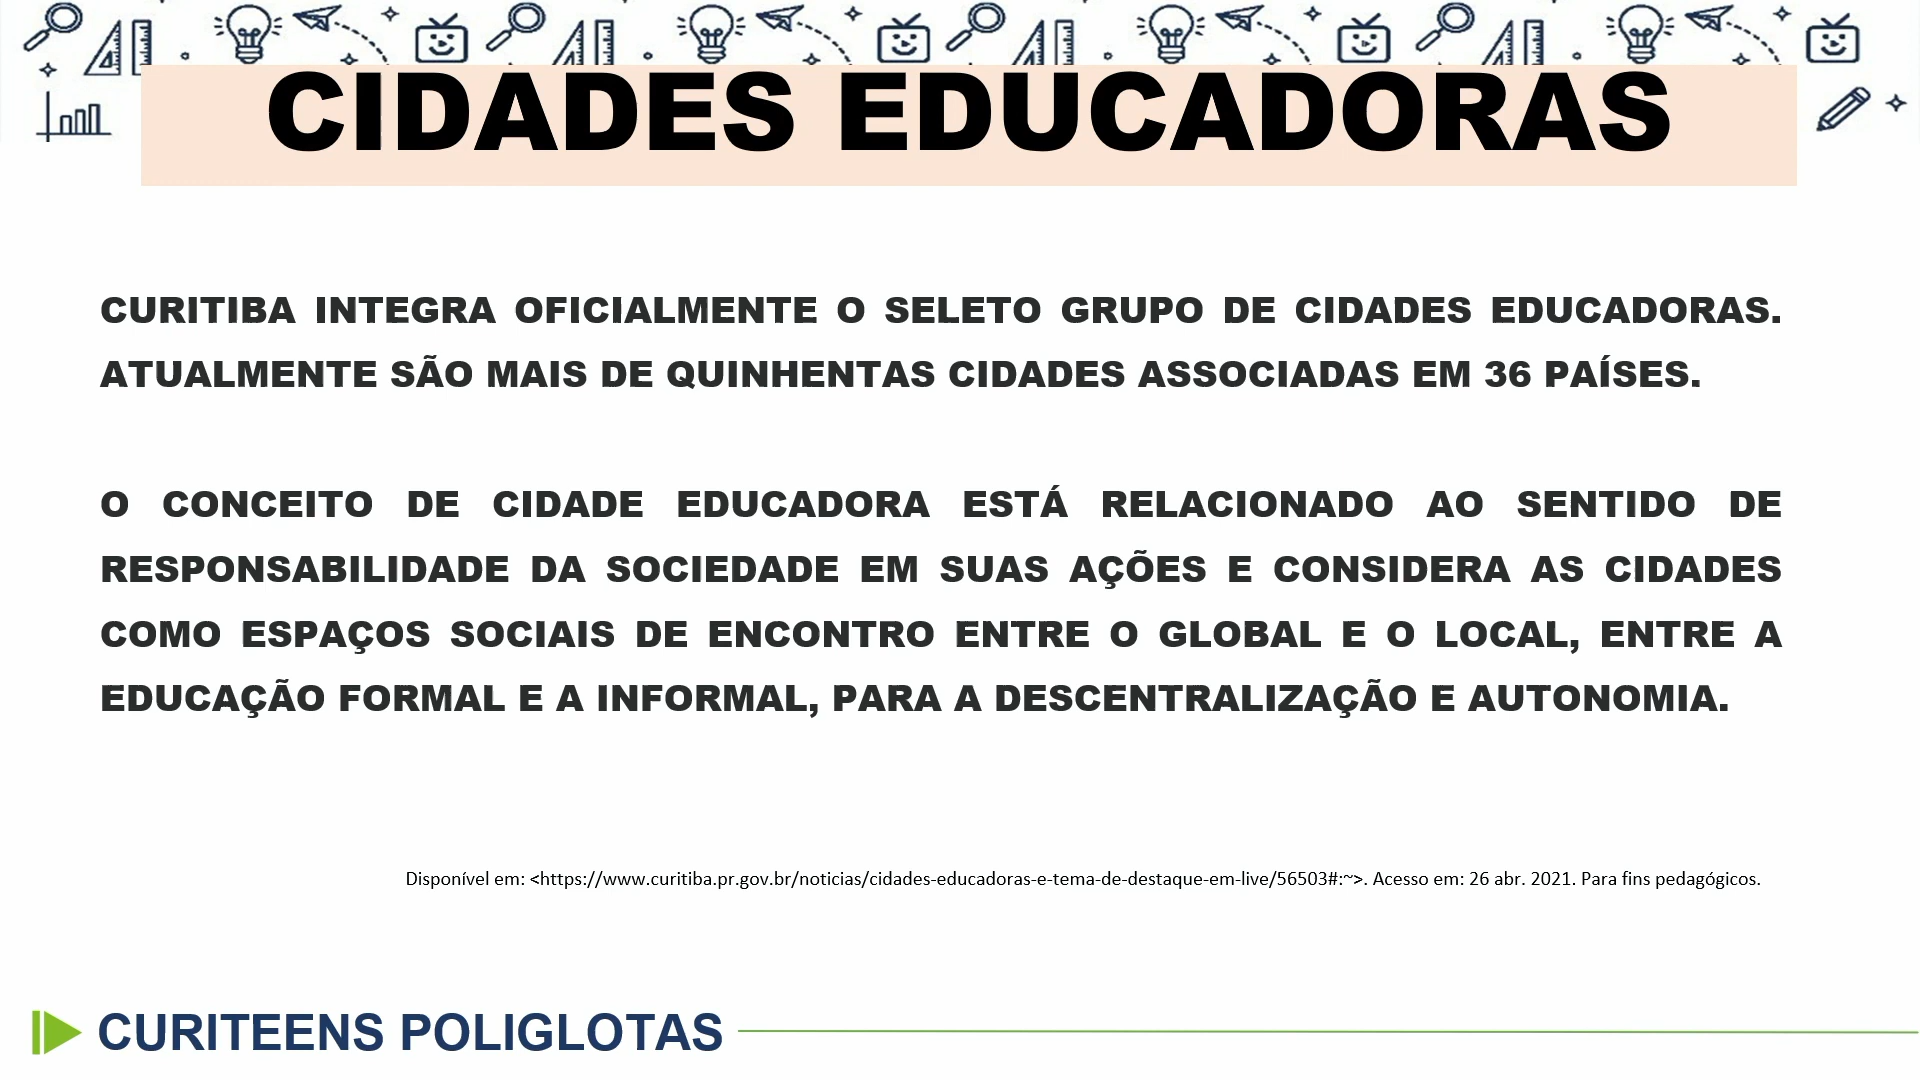 CIDADES EDUCADORAS
CURITIBA INTEGRA OFICIALMENTE O SELETO GRUPO DE CIDADES EDUCADORAS.
ATUALMENTE SÃO MAIS DE QUINHENTAS CIDADES ASSOCIADAS EM 36 PAÍSES.
O CONCEITO DE CIDADE EDUCADORA ESTÁ RELACIONADO AO SENTIDO DE
RESPONSABILIDADE DA SOCIEDADE EM SUAS AÇÕES E CONSIDERA AS CIDADES
COMO ESPAÇOS SOCIAIS DE ENCONTRO ENTRE O GLOBAL E O LOCAL, ENTRE A
EDUCAÇÃO FORMAL E A INFORMAL, PARA A DESCENTRALIZAÇÃO E AUTONOMIA.
Disponível em: <https://www.curitiba.pr.gov.br/noticias/cidades-educadoras-e-tema-de-destaque-em-live/56503#:~>. Acesso em: 26 abr. 2021. Para fins pedagógicos.
CURITEENS POLIGLOTAS